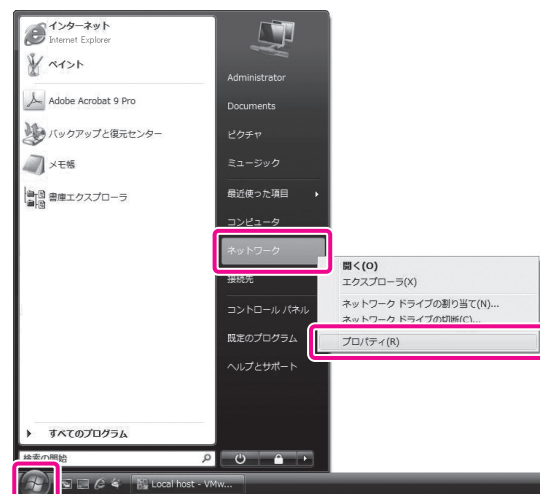 インターネット
Internet Explorer
ペイント
Adobe Acrobat 9 Pro
バックアップと復元センター
メモ帳
書庫エクスプローラ
すべてのプログラム
検索の開始
Administrator
Documents
ピクチャ
ミュージック
最近使った項目
コンピュータ
ネットワーク
接続先
コントロール パネル
既定のプログラム
ヘルプとサポート
開く(O)
エクスプローラ(X)
ネットワーク ドライブの割り当て(N)...
ネットワーク ドライブの切断(C)...
プロパティ(R)
Local host - VMw...